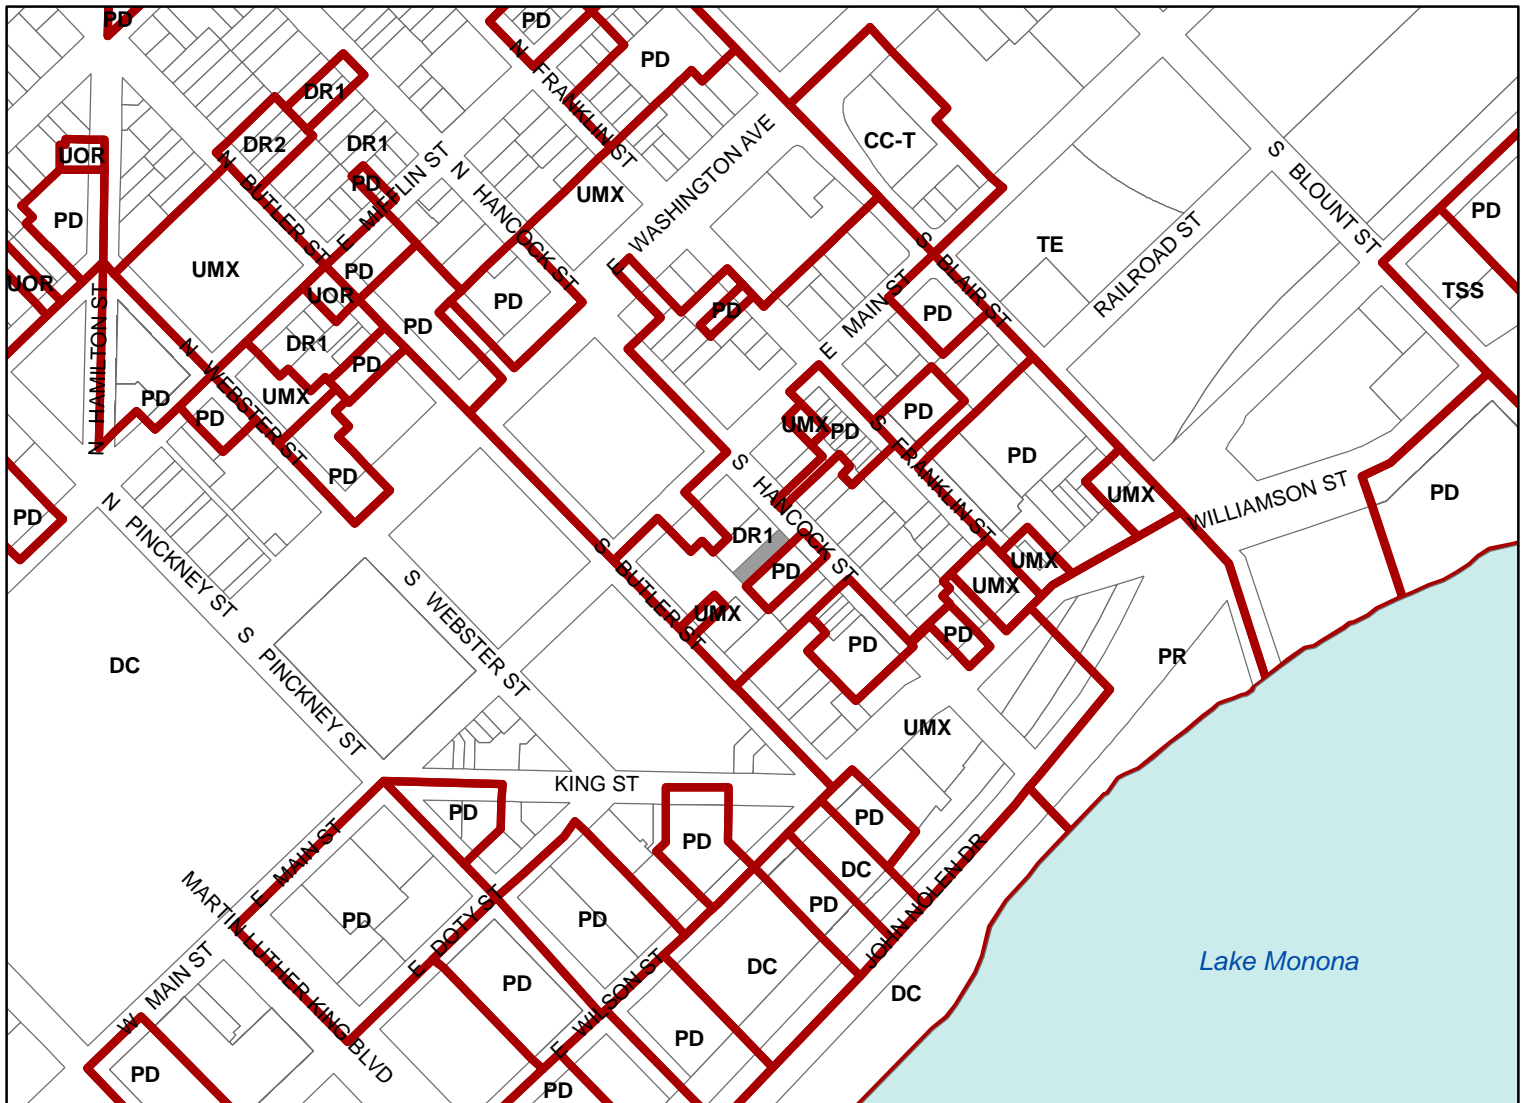 PD
PD
N FRANKLIN ST
PD
DR1
DR2
DR1
CC-T
UOR
N BUTLER ST
PD
E MIFFLIN ST
N HANCOCK ST
UMX
E WASHINGTON AVE
S BLOUNT ST
PD
PD
UMX
TE
S BLAIR ST
RAILROAD ST
UOR
PD
UOR
PD
PD
PD
PD
TSS
N HAMILTON ST
DR1
PD
E MAIN ST
N WEBSTER ST
UMX
PD
PD
PD
UMX
PD
S FRANKLIN ST
PD
PD
S HANCOCK ST
UMX
PD
WILLIAMSON ST
PD
N PINCKNEY ST
DR1
S BUTLER ST
PD
UMX
UMX
S WEBSTER ST
UMX
PD
S PINCKNEY ST
PD
PR
DC
UMX
KING ST
PD
PD
PD
E MAIN ST
DC
JOHN NOLEN DR
MARTIN LUTHER KING BLVD
PD
E DOTY ST
PD
PD
W MAIN ST
PD
E WILSON ST
DC
DC
Lake Monona
PD
PD
PD